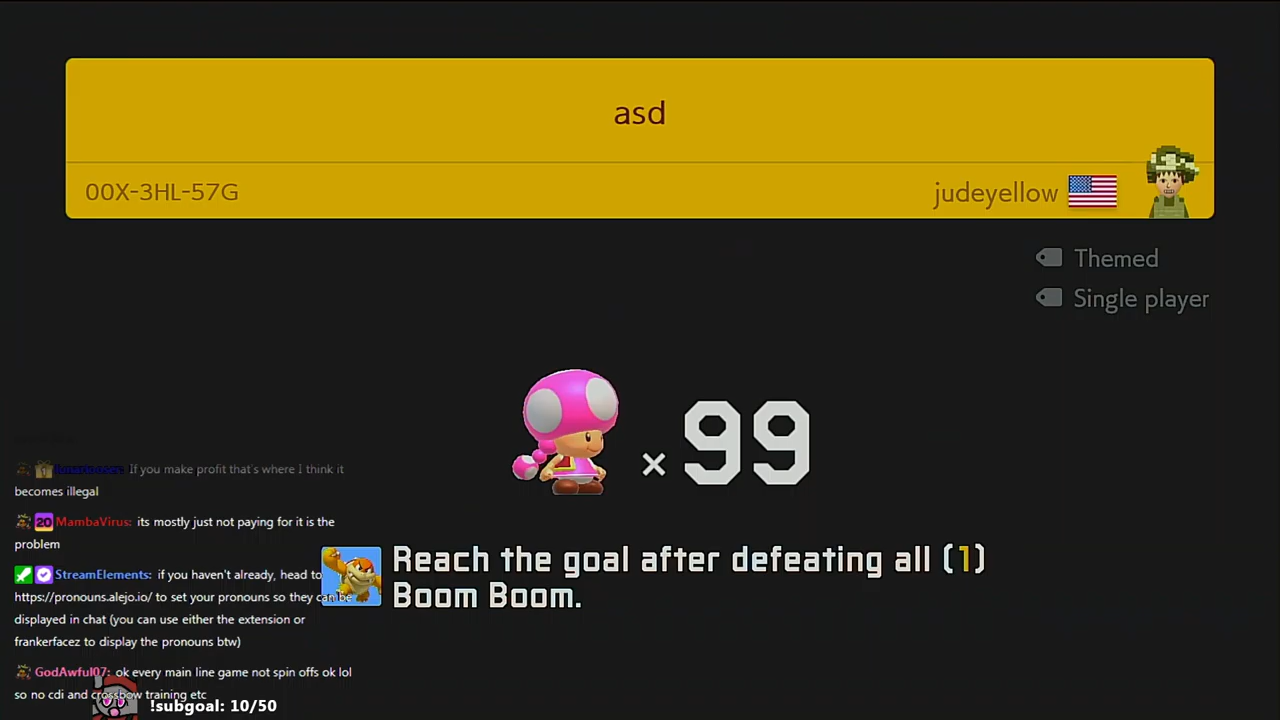 asd
00X-3HL-57G
judeyellow
Themed
Single player
× 99
Reach the goal after defeating all (1)
Boom Boom.
If you make profit that's where I think it
becomes illegal
20 MambaVirus: its mostly just not paying for it is the
problem
StreamElements: if you haven't already, head to
https://pronouns.alejo.io/ to set your pronouns so they can be
displayed in chat (you can use either the extension or
frankerfacez to display the pronouns btw)
GodAwful07: ok every main line game not spin offs ok lol
so no cdi and crossbow training etc
!subgoal: 10/50